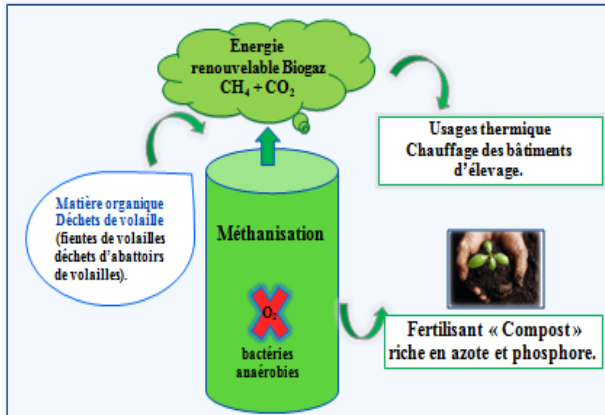 Energie
renouvelable Biogaz
CH₄ + CO₂
Usages thermique
Chauffage des bâtiments
d'élevage.
Matière organique
Déchets de volaille
(fientes de volailles
déchets d'abattoirs
de volailles).
Méthanisation
O₂
bactéries
anaérobies
Fertilisant « Compost »
riche en azote et phosphore.